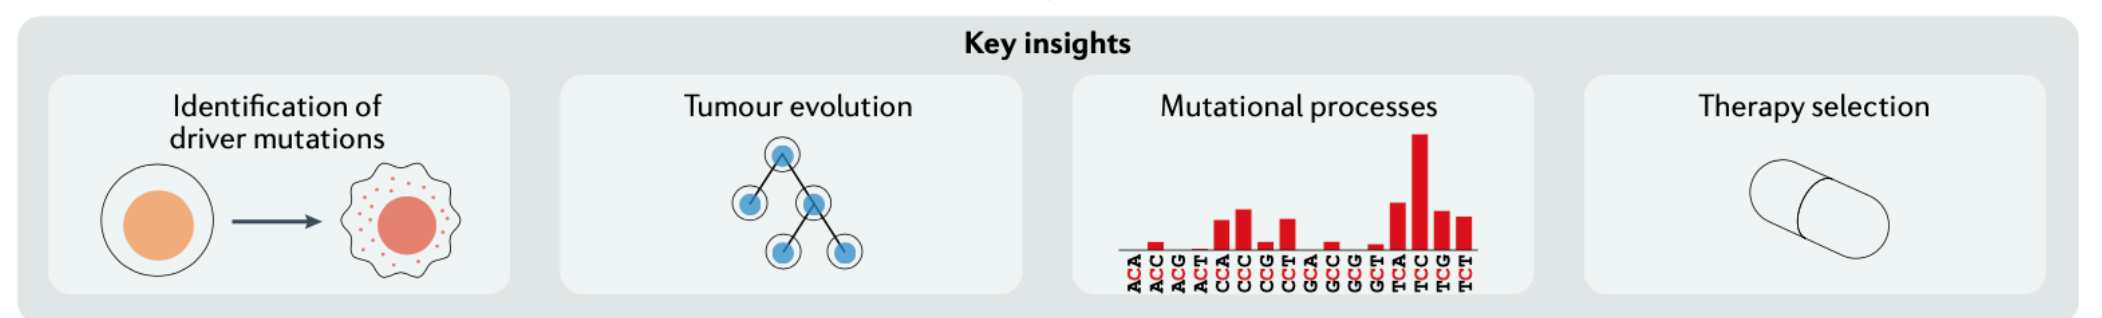 Key insights
Identification of
driver mutations
Tumour evolution
Mutational processes
ACA
ACC
ACG
ACT
CCA
CCC
CCG
CCT
GCA
GCC
GCG
GCT
TCA
TCC
TCG
TCT
Therapy selection